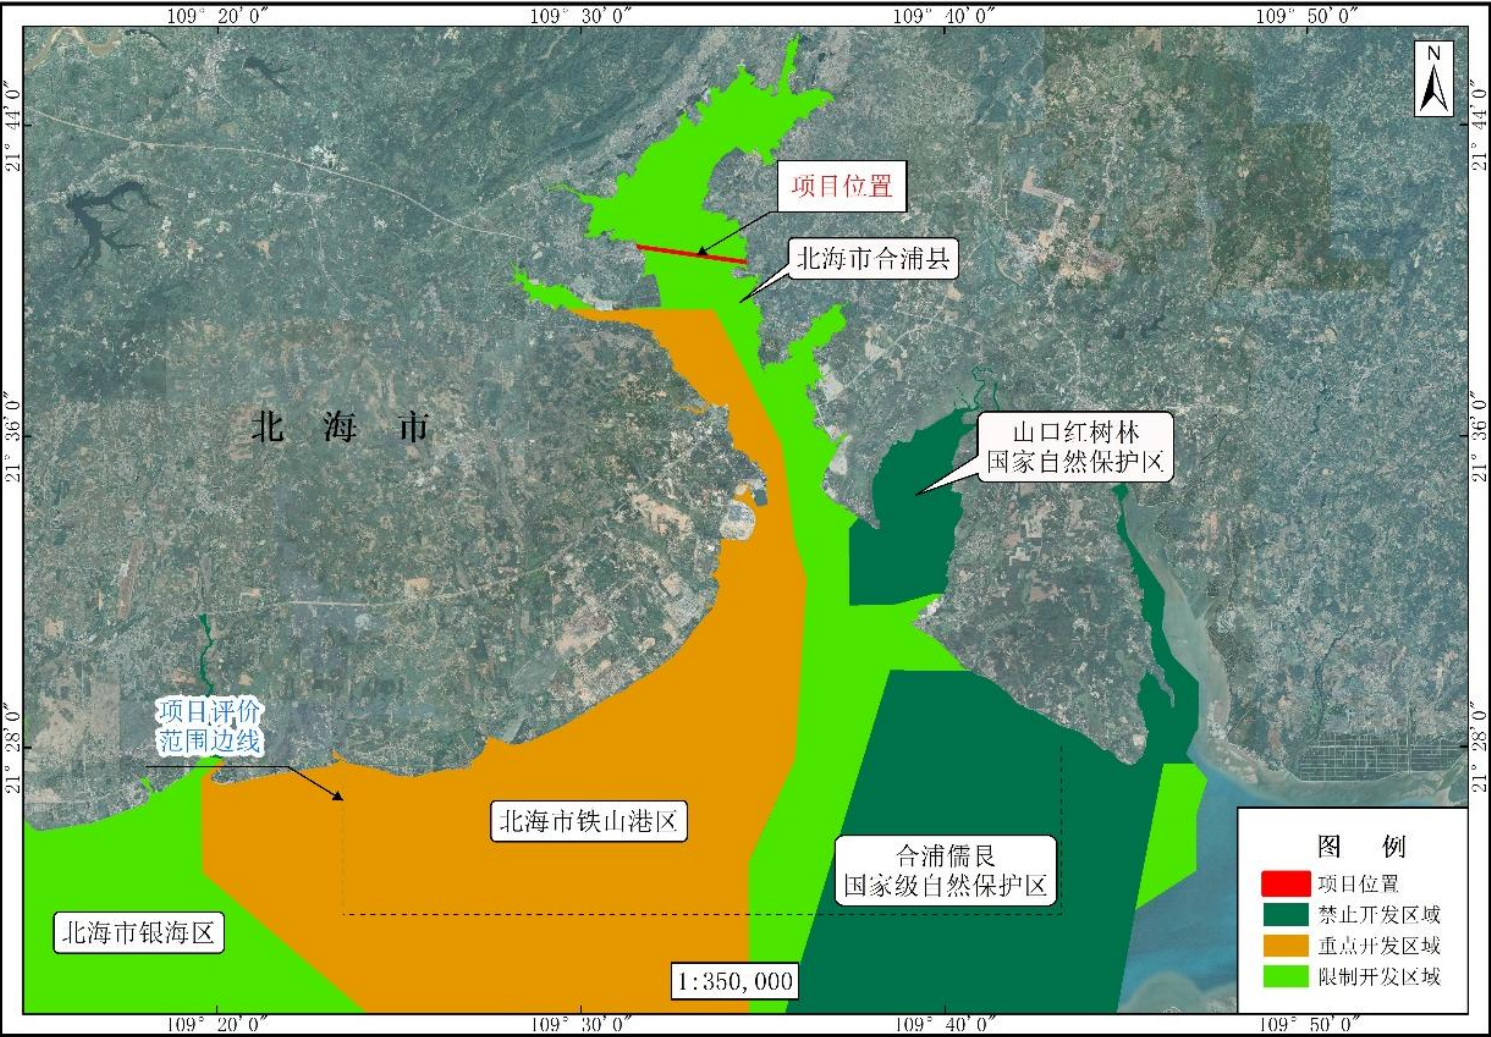 109° 20′0″
109° 30′0″
109° 40′0″
109° 50′0″
N
21° 44′0″
21° 44′0″
项目位置
北海市合浦县
21° 36′0″
北 海 市
21° 36′0″
山口红树林
国家自然保护区
21° 28′0″
项目评价
范围边线
21° 28′0″
北海市铁山港区
合浦儒艮
国家级自然保护区
北海市银海区
1:350,000
图 例
项目位置
禁止开发区域
重点开发区域
限制开发区域
109° 20′0″
109° 30′0″
109° 40′0″
109° 50′0″